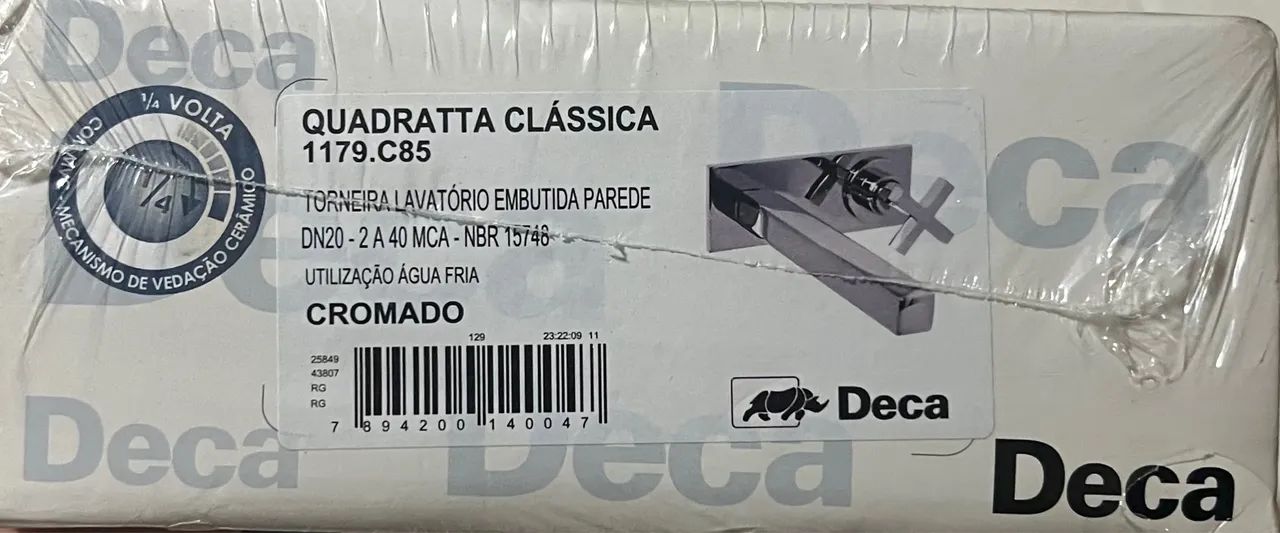 Deca
Deca
1/4 VOLTA
MECANISMO DE VEDAÇÃO CERÂMICO
1/4
QUADRATTA CLÁSSICA
1179.C85
TORNEIRA LAVATÓRIO EMBUTIDA PAREDE
DN20 - 2 A 40 MCA - NBR 15748
UTILIZAÇÃO ÁGUA FRIA
CROMADO
129 23:22:09 11
25849
43807
RG
RG
7 894200 140047
Deca
Deca
Deca
Deca